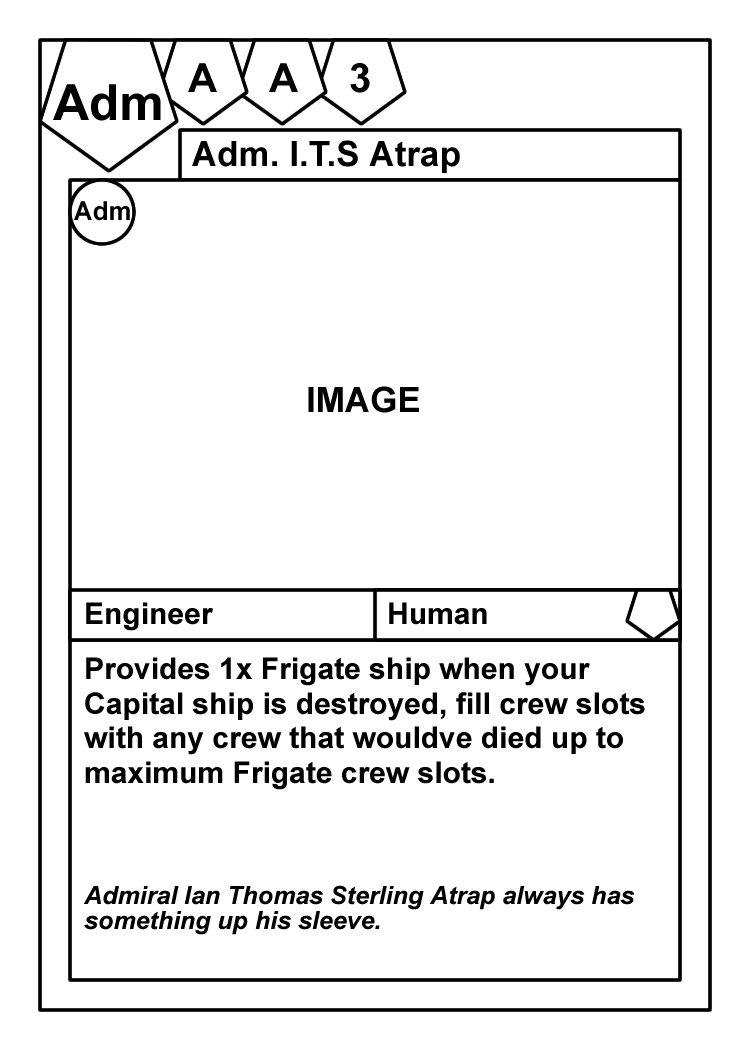 Adm A A 3
Adm. I.T.S Atrap
Adm
IMAGE
Engineer Human
Provides 1x Frigate ship when your
Capital ship is destroyed, fill crew slots
with any crew that wouldve died up to
maximum Frigate crew slots.
Admiral Ian Thomas Sterling Atrap always has
something up his sleeve.